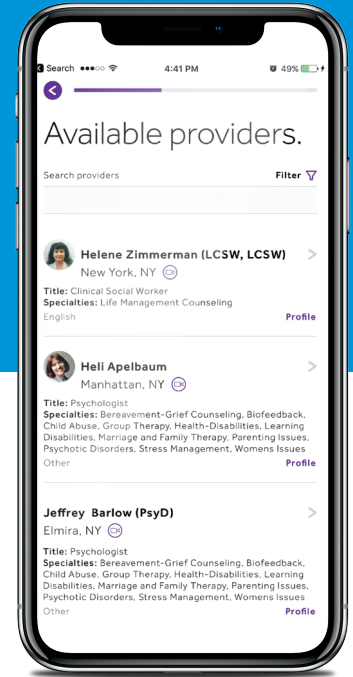 Search
4:41 PM
49%
Available providers.
Search providers
Filter
Helene Zimmerman (LCSW, LCSW)
New York, NY
Title: Clinical Social Worker
Specialties: Life Management Counseling
English
Profile
Heli Apelbaum
Manhattan, NY
Title: Psychologist
Specialties: Bereavement-Grief Counseling, Biofeedback,
Child Abuse, Group Therapy, Health-Disabilities, Learning
Disabilities, Marriage and Family Therapy, Parenting Issues,
Psychotic Disorders, Stress Management, Womens Issues
Other
Profile
Jeffrey Barlow (PsyD)
Elmira, NY
Title: Psychologist
Specialties: Bereavement-Grief Counseling, Biofeedback,
Child Abuse, Group Therapy, Health-Disabilities, Learning
Disabilities, Marriage and Family Therapy, Parenting Issues,
Psychotic Disorders, Stress Management, Womens Issues
Other
Profile